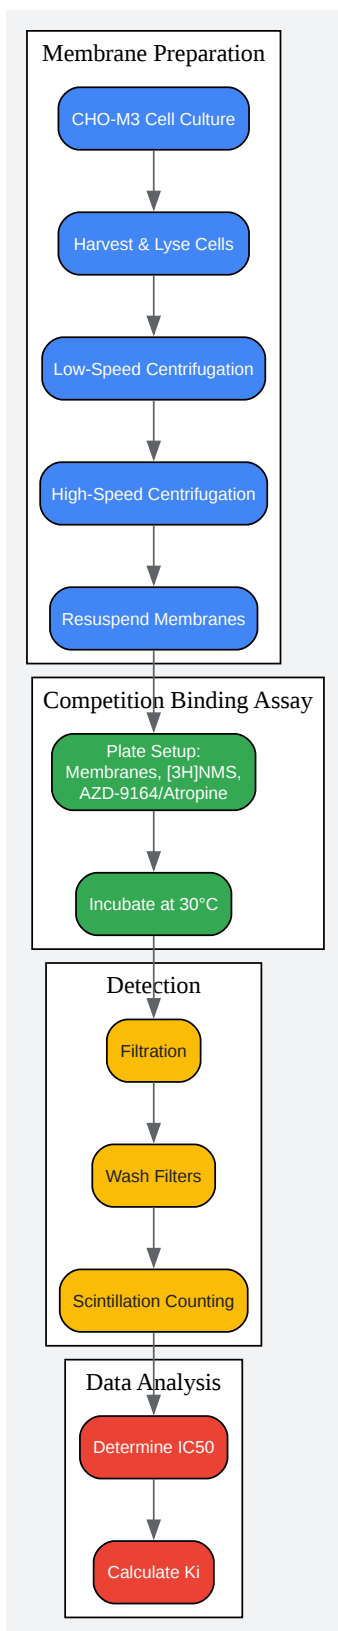 Membrane Preparation
CHO-M3 Cell Culture
Harvest & Lyse Cells
Low-Speed Centrifugation
High-Speed Centrifugation
Resuspend Membranes
Competition Binding Assay
Plate Setup:
Membranes, [3H]NMS,
AZD-9164/Atropine
Incubate at 30°C
Detection
Filtration
Wash Filters
Scintillation Counting
Data Analysis
Determine IC50
Calculate Ki